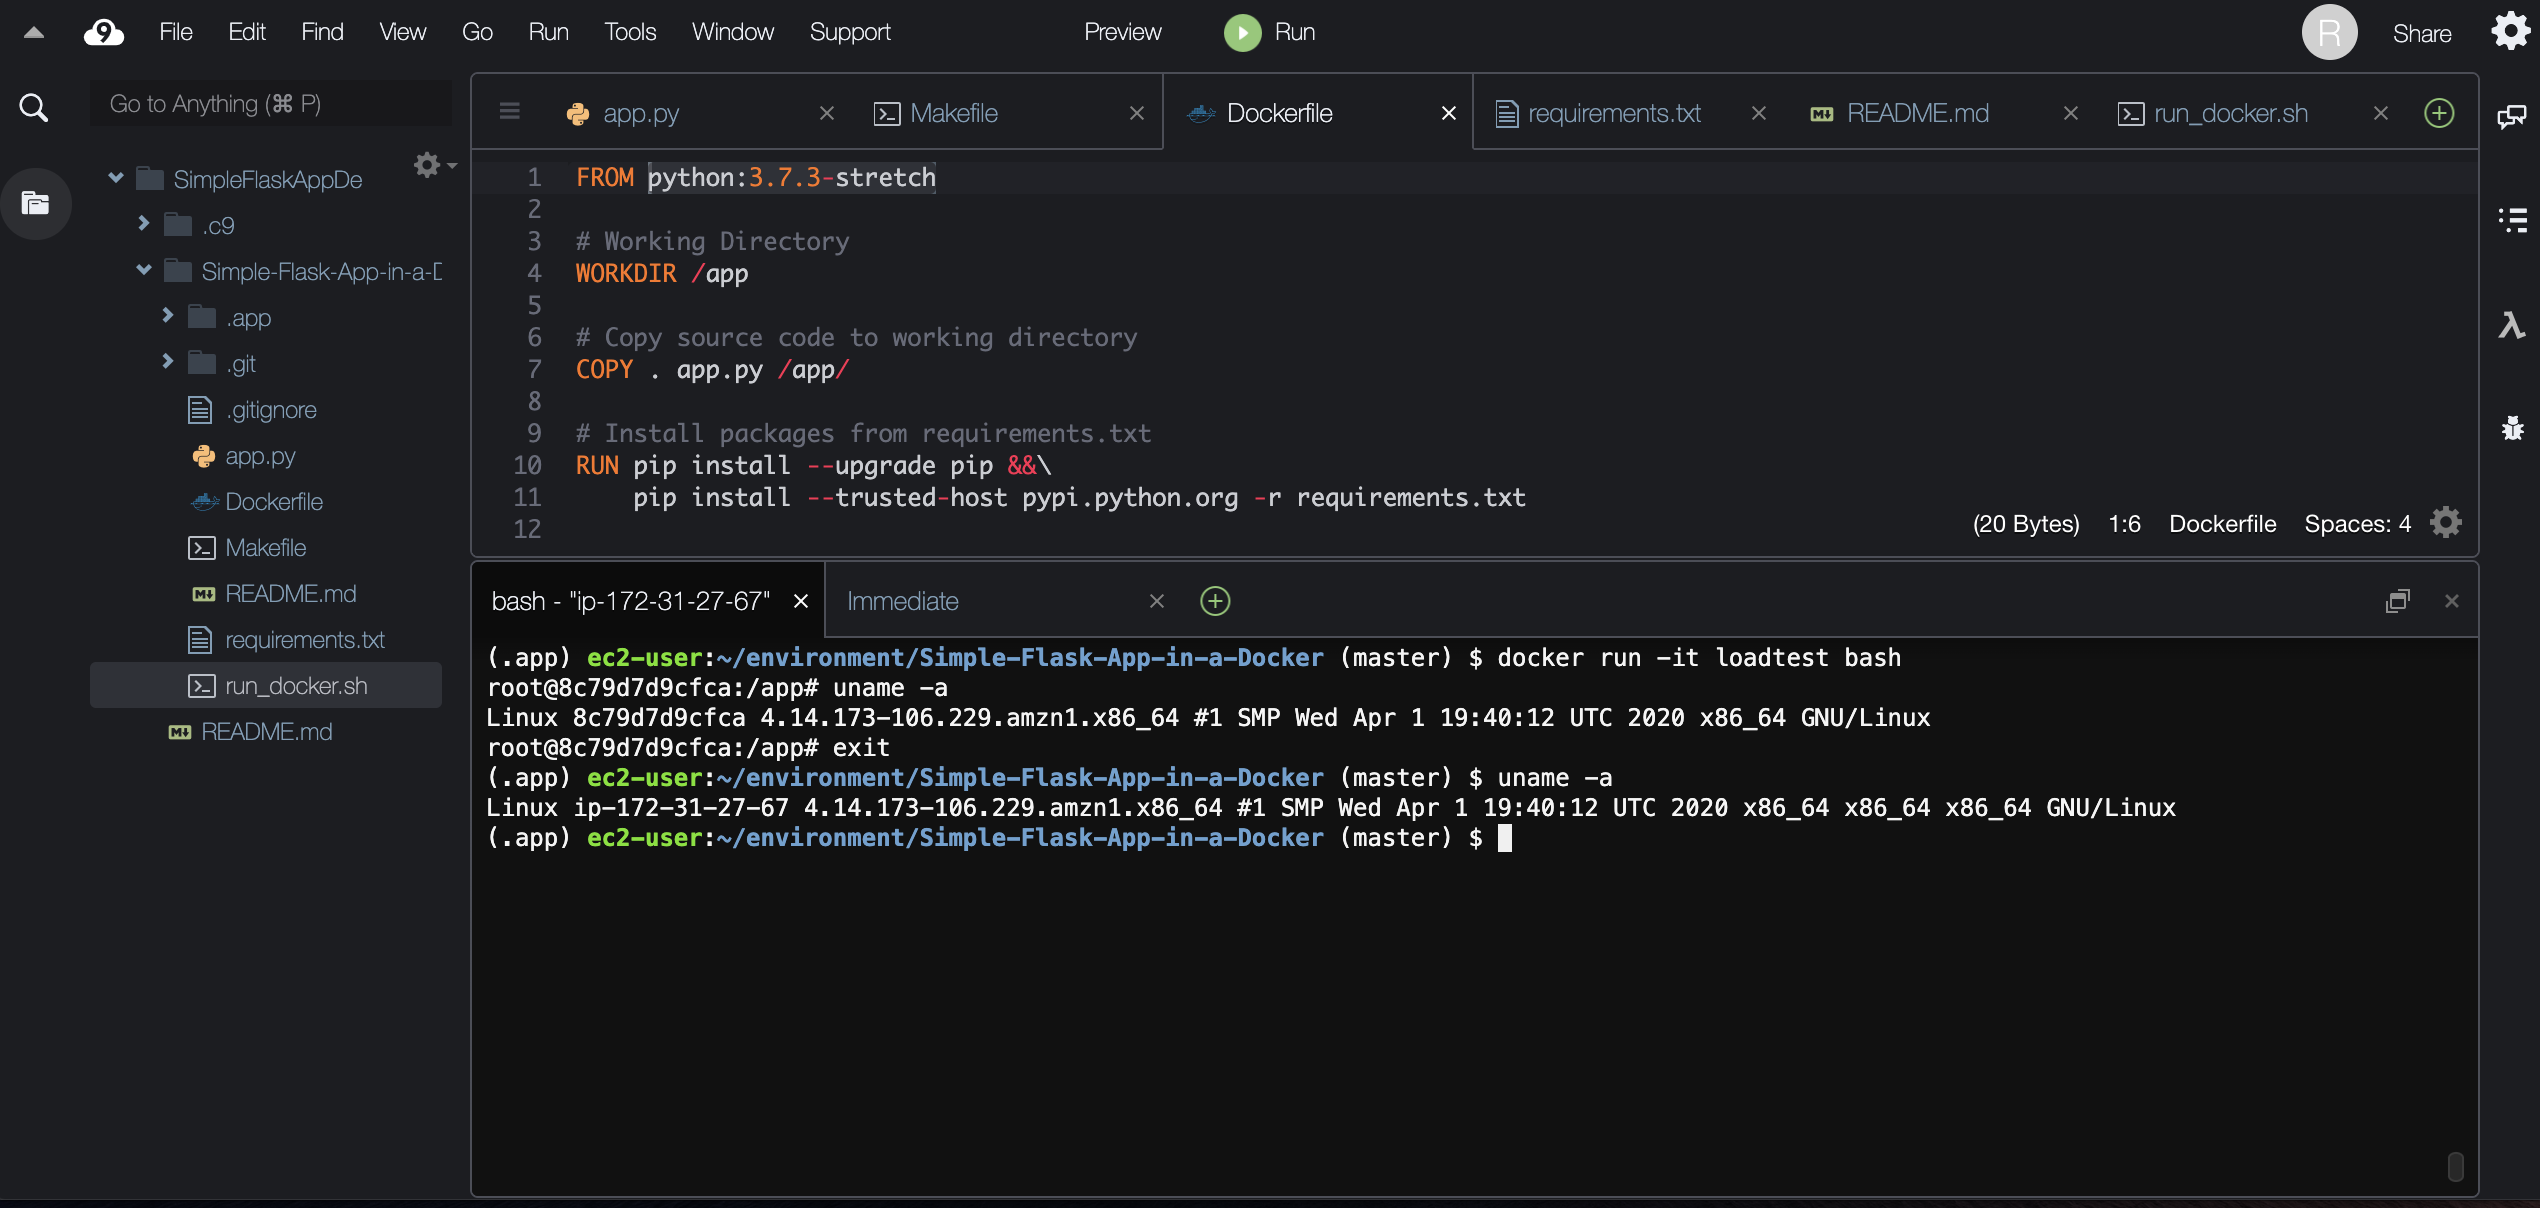 9 File Edit Find View Go Run Tools Window Support Preview Run R Share
Go to Anything (⌘ P)
SimpleFlaskAppDe
.c9
Simple-Flask-App-in-a-D
.app
.git
.gitignore
app.py
Dockerfile
Makefile
README.md
requirements.txt
run_docker.sh
README.md
app.py Makefile Dockerfile requirements.txt README.md run_docker.sh
1 FROM python:3.7.3-stretch
2
3 # Working Directory
4 WORKDIR /app
5
6 # Copy source code to working directory
7 COPY . app.py /app/
8
9 # Install packages from requirements.txt
10 RUN pip install --upgrade pip &&\
11     pip install --trusted-host pypi.python.org -r requirements.txt
12
(20 Bytes) 1:6 Dockerfile Spaces: 4
bash - "ip-172-31-27-67" Immediate
(.app) ec2-user:~/environment/Simple-Flask-App-in-a-Docker (master) $ docker run -it loadtest bash
root@8c79d7d9cfca:/app# uname -a
Linux 8c79d7d9cfca 4.14.173-106.229.amzn1.x86_64 #1 SMP Wed Apr 1 19:40:12 UTC 2020 x86_64 GNU/Linux
root@8c79d7d9cfca:/app# exit
(.app) ec2-user:~/environment/Simple-Flask-App-in-a-Docker (master) $ uname -a
Linux ip-172-31-27-67 4.14.173-106.229.amzn1.x86_64 #1 SMP Wed Apr 1 19:40:12 UTC 2020 x86_64 x86_64 x86_64 GNU/Linux
(.app) ec2-user:~/environment/Simple-Flask-App-in-a-Docker (master) $